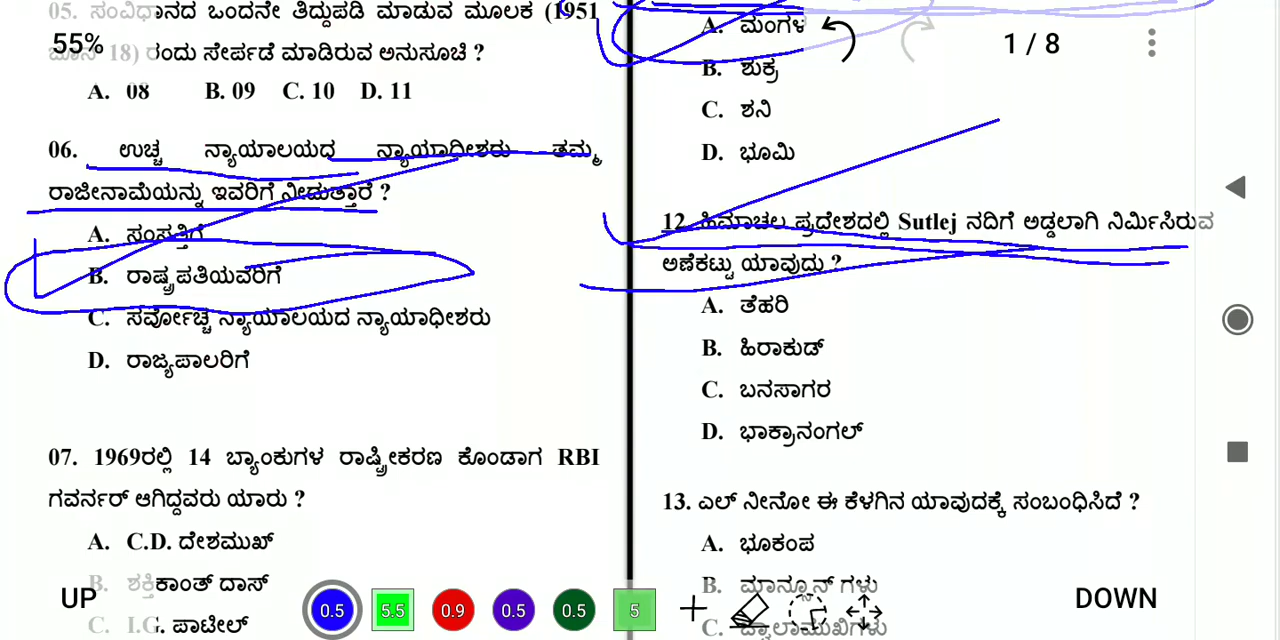 05. ಸಂವಿಧಾನದ ಒಂದನೇ ತಿದ್ದುಪಡಿ ಮಾಡುವ ಮೂಲಕ (1951
ಜೂನ 18) ರಂದು ಸೇರ್ಪಡೆ ಮಾಡಿರುವ ಅನುಸೂಚಿ ?
55%
A. 08 B. 09 C. 10 D. 11
06. ಉಚ್ಚ ನ್ಯಾಯಾಲಯದ ನ್ಯಾಯಾಧೀಶರು ತಮ್ಮ
ರಾಜೀನಾಮೆಯನ್ನು ಇವರಿಗೆ ನೀಡುತ್ತಾರೆ ?
A. ಸಂಸತ್ತಿಗೆ
B. ರಾಷ್ಟ್ರಪತಿಯವರಿಗೆ
C. ಸರ್ವೋಚ್ಚ ನ್ಯಾಯಾಲಯದ ನ್ಯಾಯಾಧೀಶರು
D. ರಾಜ್ಯಪಾಲರಿಗೆ
07. 1969ರಲ್ಲಿ 14 ಬ್ಯಾಂಕುಗಳ ರಾಷ್ಟ್ರೀಕರಣ ಕೊಂಡಾಗ RBI
ಗವರ್ನರ್ ಆಗಿದ್ದವರು ಯಾರು ?
A. C.D. ದೇಶಮುಖ್
B. ಶಕ್ತಿಕಾಂತ್ ದಾಸ್
C. I.G. ಪಾಟೀಲ್
A. ಮಂಗಳ
B. ಶುಕ್ರ
C. ಶನಿ
D. ಭೂಮಿ
1 / 8
12. ಹಿಮಾಚಲ ಪ್ರದೇಶದಲ್ಲಿ Sutlej ನದಿಗೆ ಅಡ್ಡಲಾಗಿ ನಿರ್ಮಿಸಿರುವ
ಅಣೆಕಟ್ಟು ಯಾವುದು ?
A. ತೆಹರಿ
B. ಹಿರಾಕುಡ್
C. ಬನಸಾಗರ
D. ಭಾಕ್ರಾನಂಗಲ್
13. ಎಲ್ ನೀನೋ ಈ ಕೆಳಗಿನ ಯಾವುದಕ್ಕೆ ಸಂಬಂಧಿಸಿದೆ ?
A. ಭೂಕಂಪ
B. ಮಾನ್ಸೂನ್ ಗಳು
C. ಜ್ವಾಲಾಮುಖಿಗಳು
UP 0.5 5.5 0.9 0.5 0.5 5 DOWN